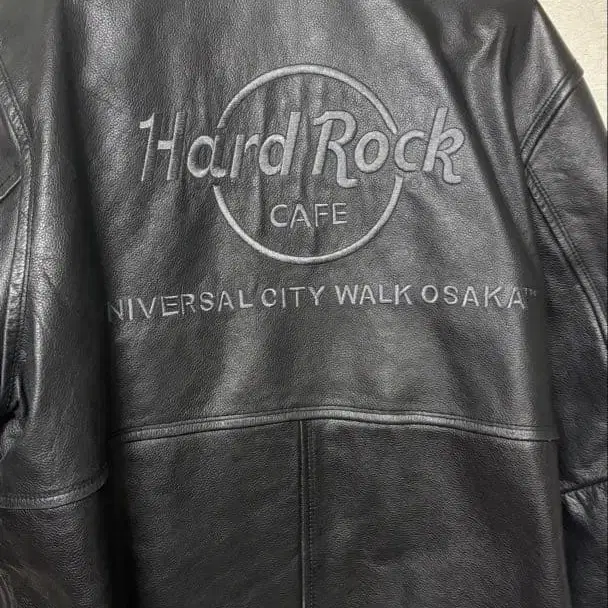 Hard Rock
CAFE
NIVERSAL CITY WALK OSAKA™